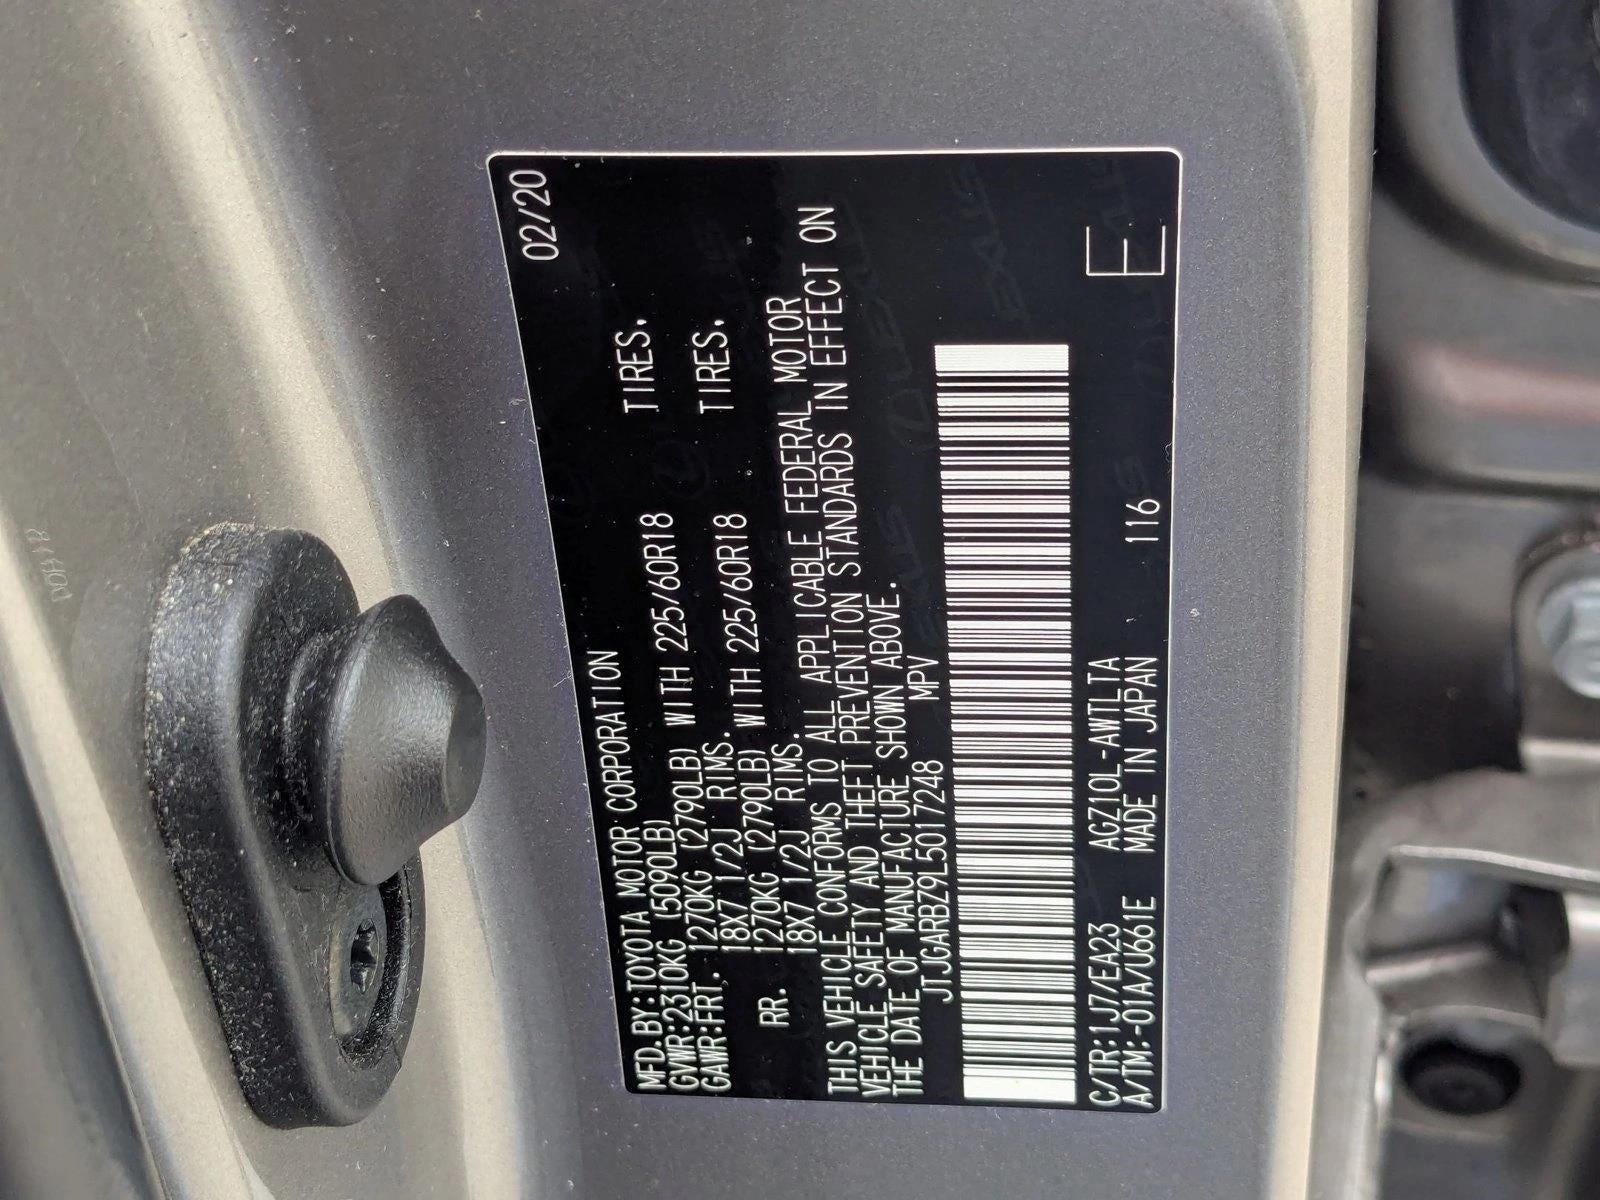 MFD.BY:TOYOTA MOTOR CORPORATION 02/20
GVWR:2310KG (5090LB)
GAWR:FRT. 1270KG (2790LB) WITH 225/60R18 TIRES.
18X7 1/2J RIMS.
RR. 1270KG (2790LB) WITH 225/60R18 TIRES.
18X7 1/2J RIMS.
THIS VEHICLE CONFORMS TO ALL APPLICABLE FEDERAL MOTOR
VEHICLE SAFETY AND THEFT PREVENTION STANDARDS IN EFFECT ON
THE DATE OF MANUFACTURE SHOWN ABOVE.
JTJGARBZ9L5017248 MPV
C/TR:1J7/EA23 AGZ10L-AWTLTA
A/TM:-01A/U661E MADE IN JAPAN 116 E